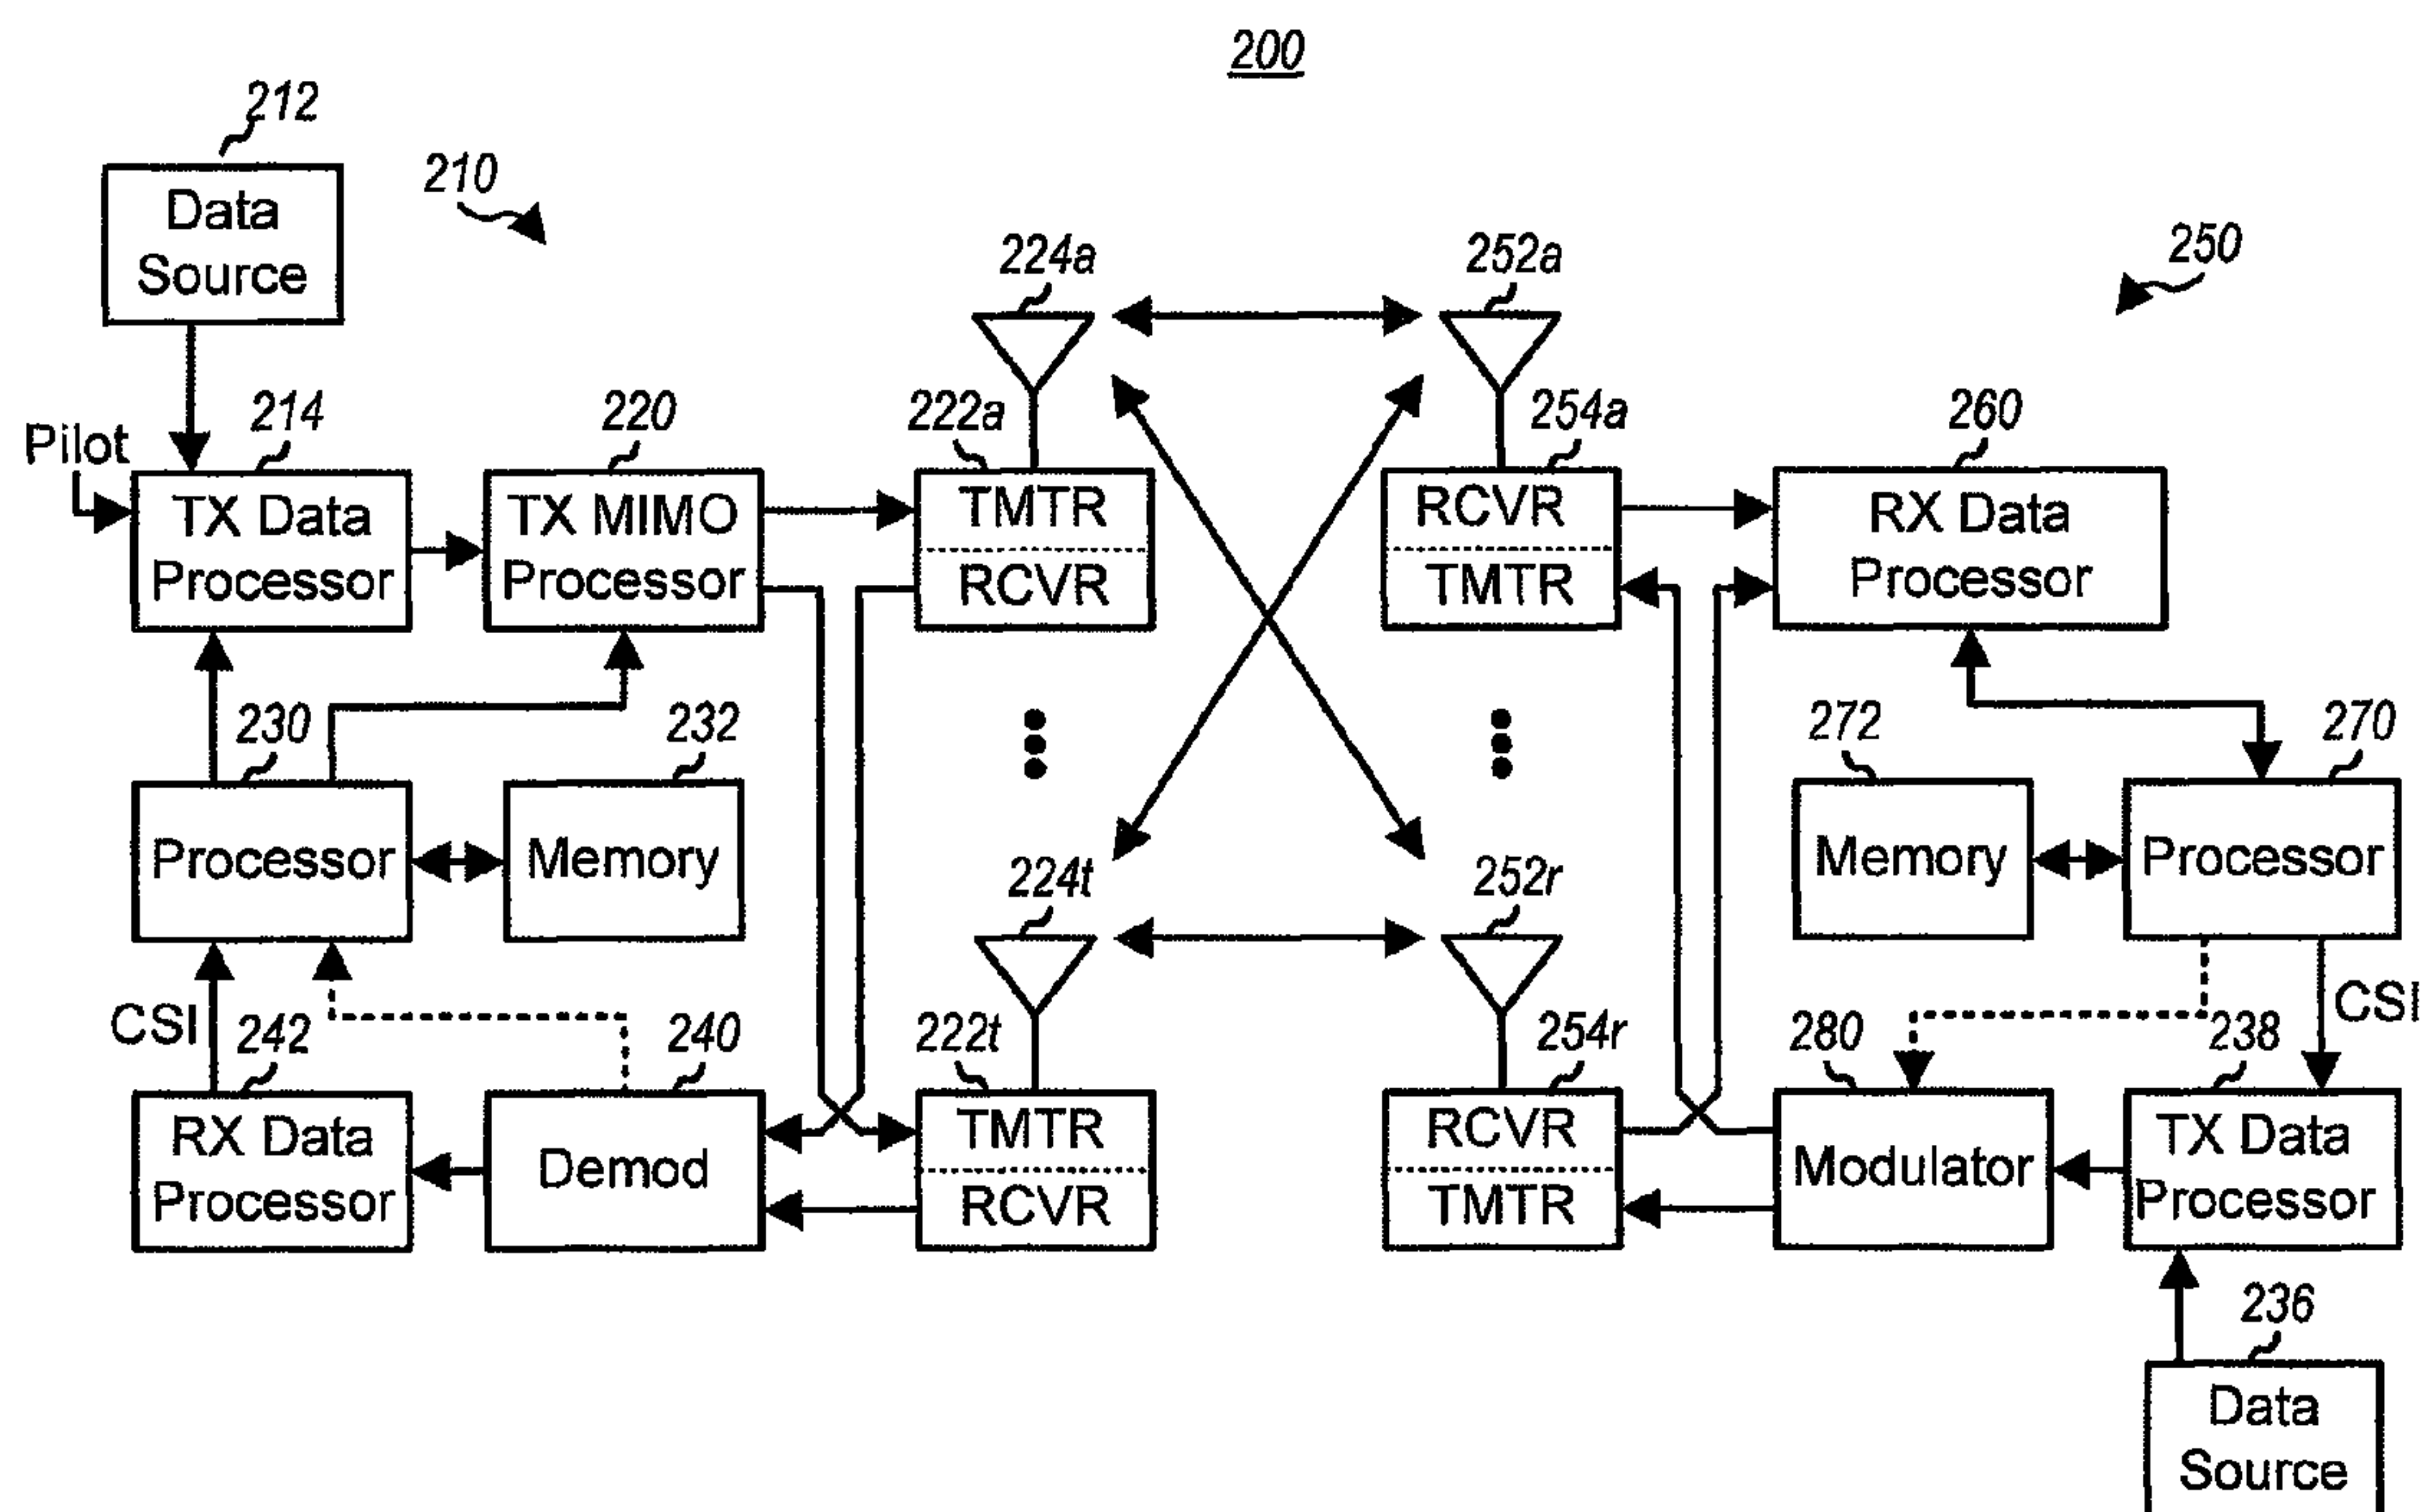 200
212
210
250
Data
Source
224a
252a
Pilot
214
220
222a
254a
260
TX Data
Processor
TX MIMO
Processor
TMTR
RCVR
RCVR
TMTR
RX Data
Processor
230
232
272
270
Processor
Memory
Memory
Processor
224t
252r
CSI
242
240
222t
254r
280
238
CSI
RX Data
Processor
Demod
TMTR
RCVR
RCVR
TMTR
Modulator
TX Data
Processor
236
Data
Source